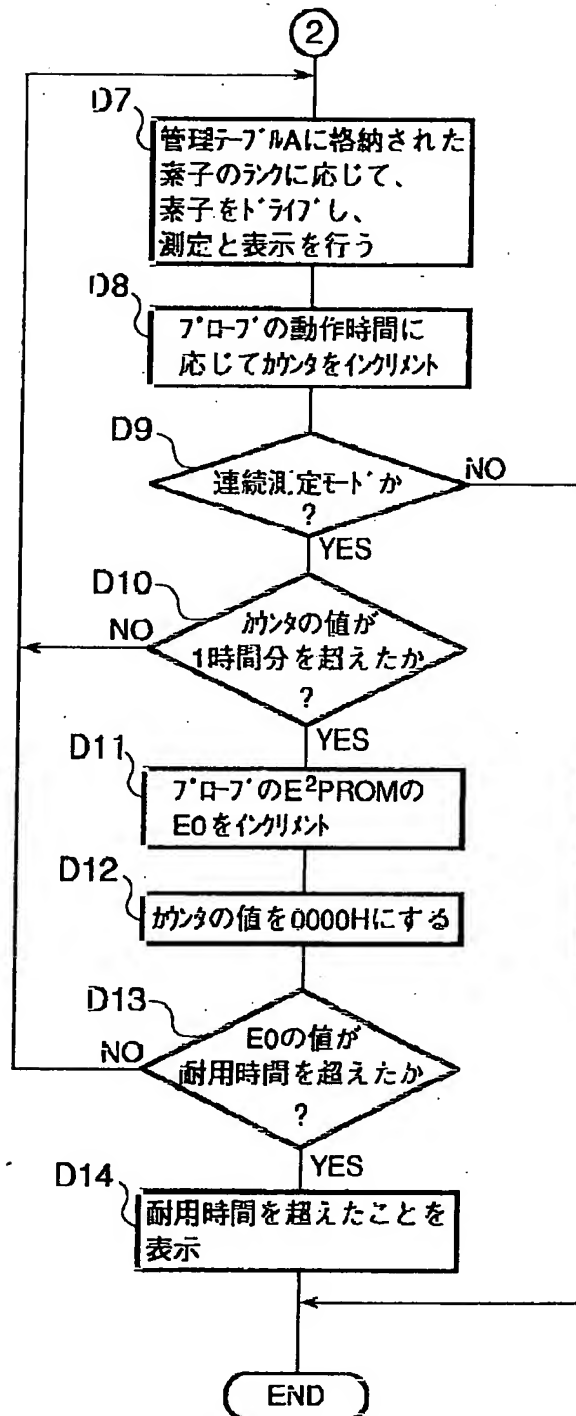 2
D7
管理テーブルAに格納された
素子のランクに応じて、
素子をドライブし、
測定と表示を行う
D8
プローブの動作時間に
応じてカウンタをインクリメント
D9
連続測定モードか
?
NO
YES
D10
カウンタの値が
1時間分を超えたか
?
NO
YES
D11
プローブのE²PROMの
E0をインクリメント
D12
カウンタの値を0000Hにする
D13
E0の値が
耐用時間を超えたか
?
NO
YES
D14
耐用時間を超えたことを
表示
END